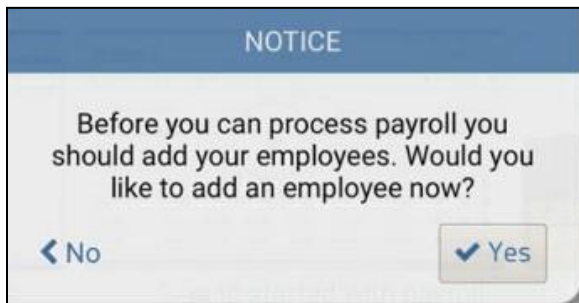 NOTICE
Before you can process payroll you
should add your employees. Would you
like to add an employee now?
No
Yes